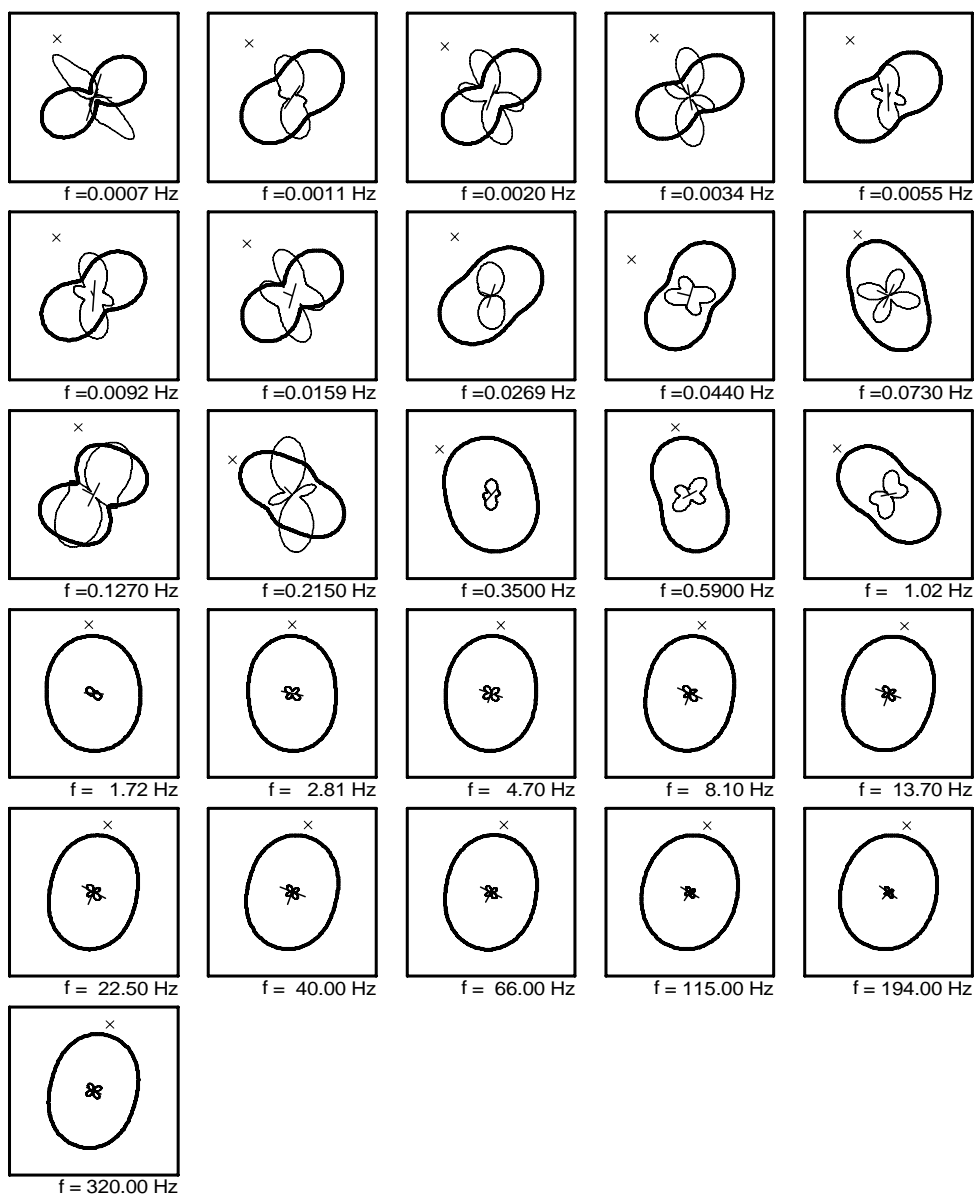 f =0.0007 Hz
f =0.0011 Hz
f =0.0020 Hz
f =0.0034 Hz
f =0.0055 Hz
f =0.0092 Hz
f =0.0159 Hz
f =0.0269 Hz
f =0.0440 Hz
f =0.0730 Hz
f =0.1270 Hz
f =0.2150 Hz
f =0.3500 Hz
f =0.5900 Hz
f = 1.02 Hz
f = 1.72 Hz
f = 2.81 Hz
f = 4.70 Hz
f = 8.10 Hz
f = 13.70 Hz
f = 22.50 Hz
f = 40.00 Hz
f = 66.00 Hz
f = 115.00 Hz
f = 194.00 Hz
f = 320.00 Hz